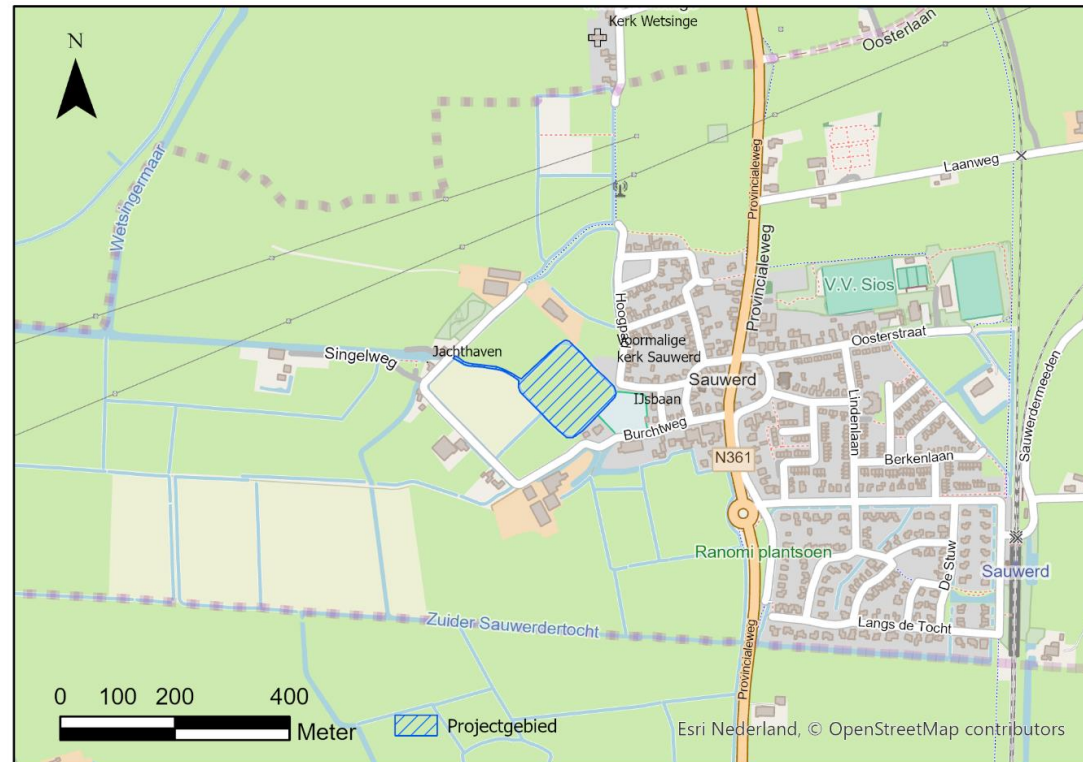 Kerk Wetsinge
N
Oosterlaan
Provincialeweg
Laanweg
Wetsingermaar
Provincialeweg
Hoogpad
V.V. Sios
Voormalige
kerk Sauwerd
Oosterstraat
Jachthaven
Singelweg
Sauwerd
IJsbaan
Lindenlaan
Sauwerdermeeden
Burchtweg
Berkenlaan
N361
Ranomi plantsoen
De Stuw
Sauwerd
Zuider Sauwerdertocht
Langs de Tocht
Provincialeweg
0 100 200 400
Meter
Projectgebied
Esri Nederland, © OpenStreetMap contributors